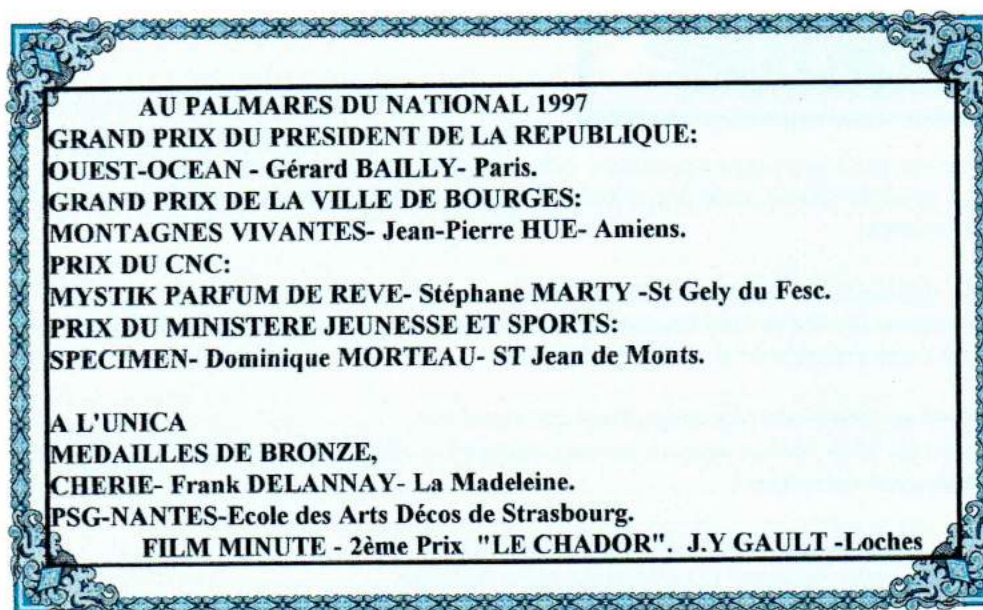 AU PALMARES DU NATIONAL 1997
GRAND PRIX DU PRESIDENT DE LA REPUBLIQUE:
OUEST-OCEAN - Gérard BAILLY- Paris.
GRAND PRIX DE LA VILLE DE BOURGES:
MONTAGNES VIVANTES- Jean-Pierre HUE- Amiens.
PRIX DU CNC:
MYSTIK PARFUM DE REVE- Stéphane MARTY -St Gely du Fesc.
PRIX DU MINISTERE JEUNESSE ET SPORTS:
SPECIMEN- Dominique MORTEAU- ST Jean de Monts.
A L'UNICA
MEDAILLES DE BRONZE,
CHERIE- Frank DELANNAY- La Madeleine.
PSG-NANTES-Ecole des Arts Décos de Strasbourg.
FILM MINUTE - 2ème Prix "LE CHADOR". J.Y GAULT -Loches